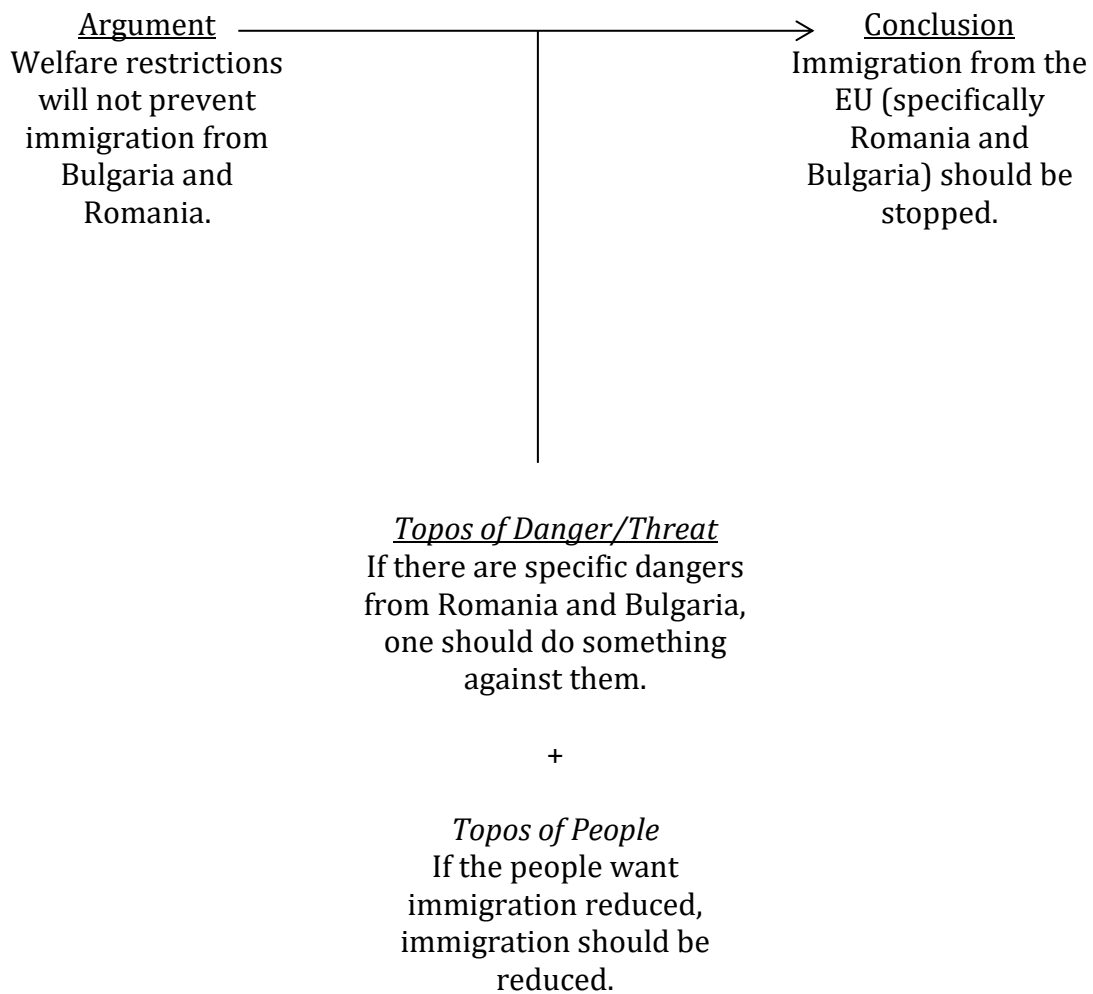 Argument
Welfare restrictions
will not prevent
immigration from
Bulgaria and
Romania.
Conclusion
Immigration from the
EU (specifically
Romania and
Bulgaria) should be
stopped.
Topos of Danger/Threat
If there are specific dangers
from Romania and Bulgaria,
one should do something
against them.
+
Topos of People
If the people want
immigration reduced,
immigration should be
reduced.